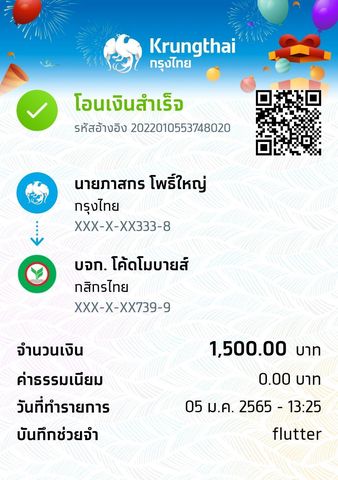 Krungthai
กรุงไทย
โอนเงินสำเร็จ
รหัสอ้างอิง 2022010553748020
นายภาสกร โพธิ์ใหญ่
กรุงไทย
XXX-X-XX333-8
บจก. โค้ดโมบายส์
กสิกรไทย
XXX-X-XX739-9
จำนวนเงิน 1,500.00 บาท
ค่าธรรมเนียม 0.00 บาท
วันที่ทำรายการ 05 ม.ค. 2565 - 13:25
บันทึกช่วยจำ flutter